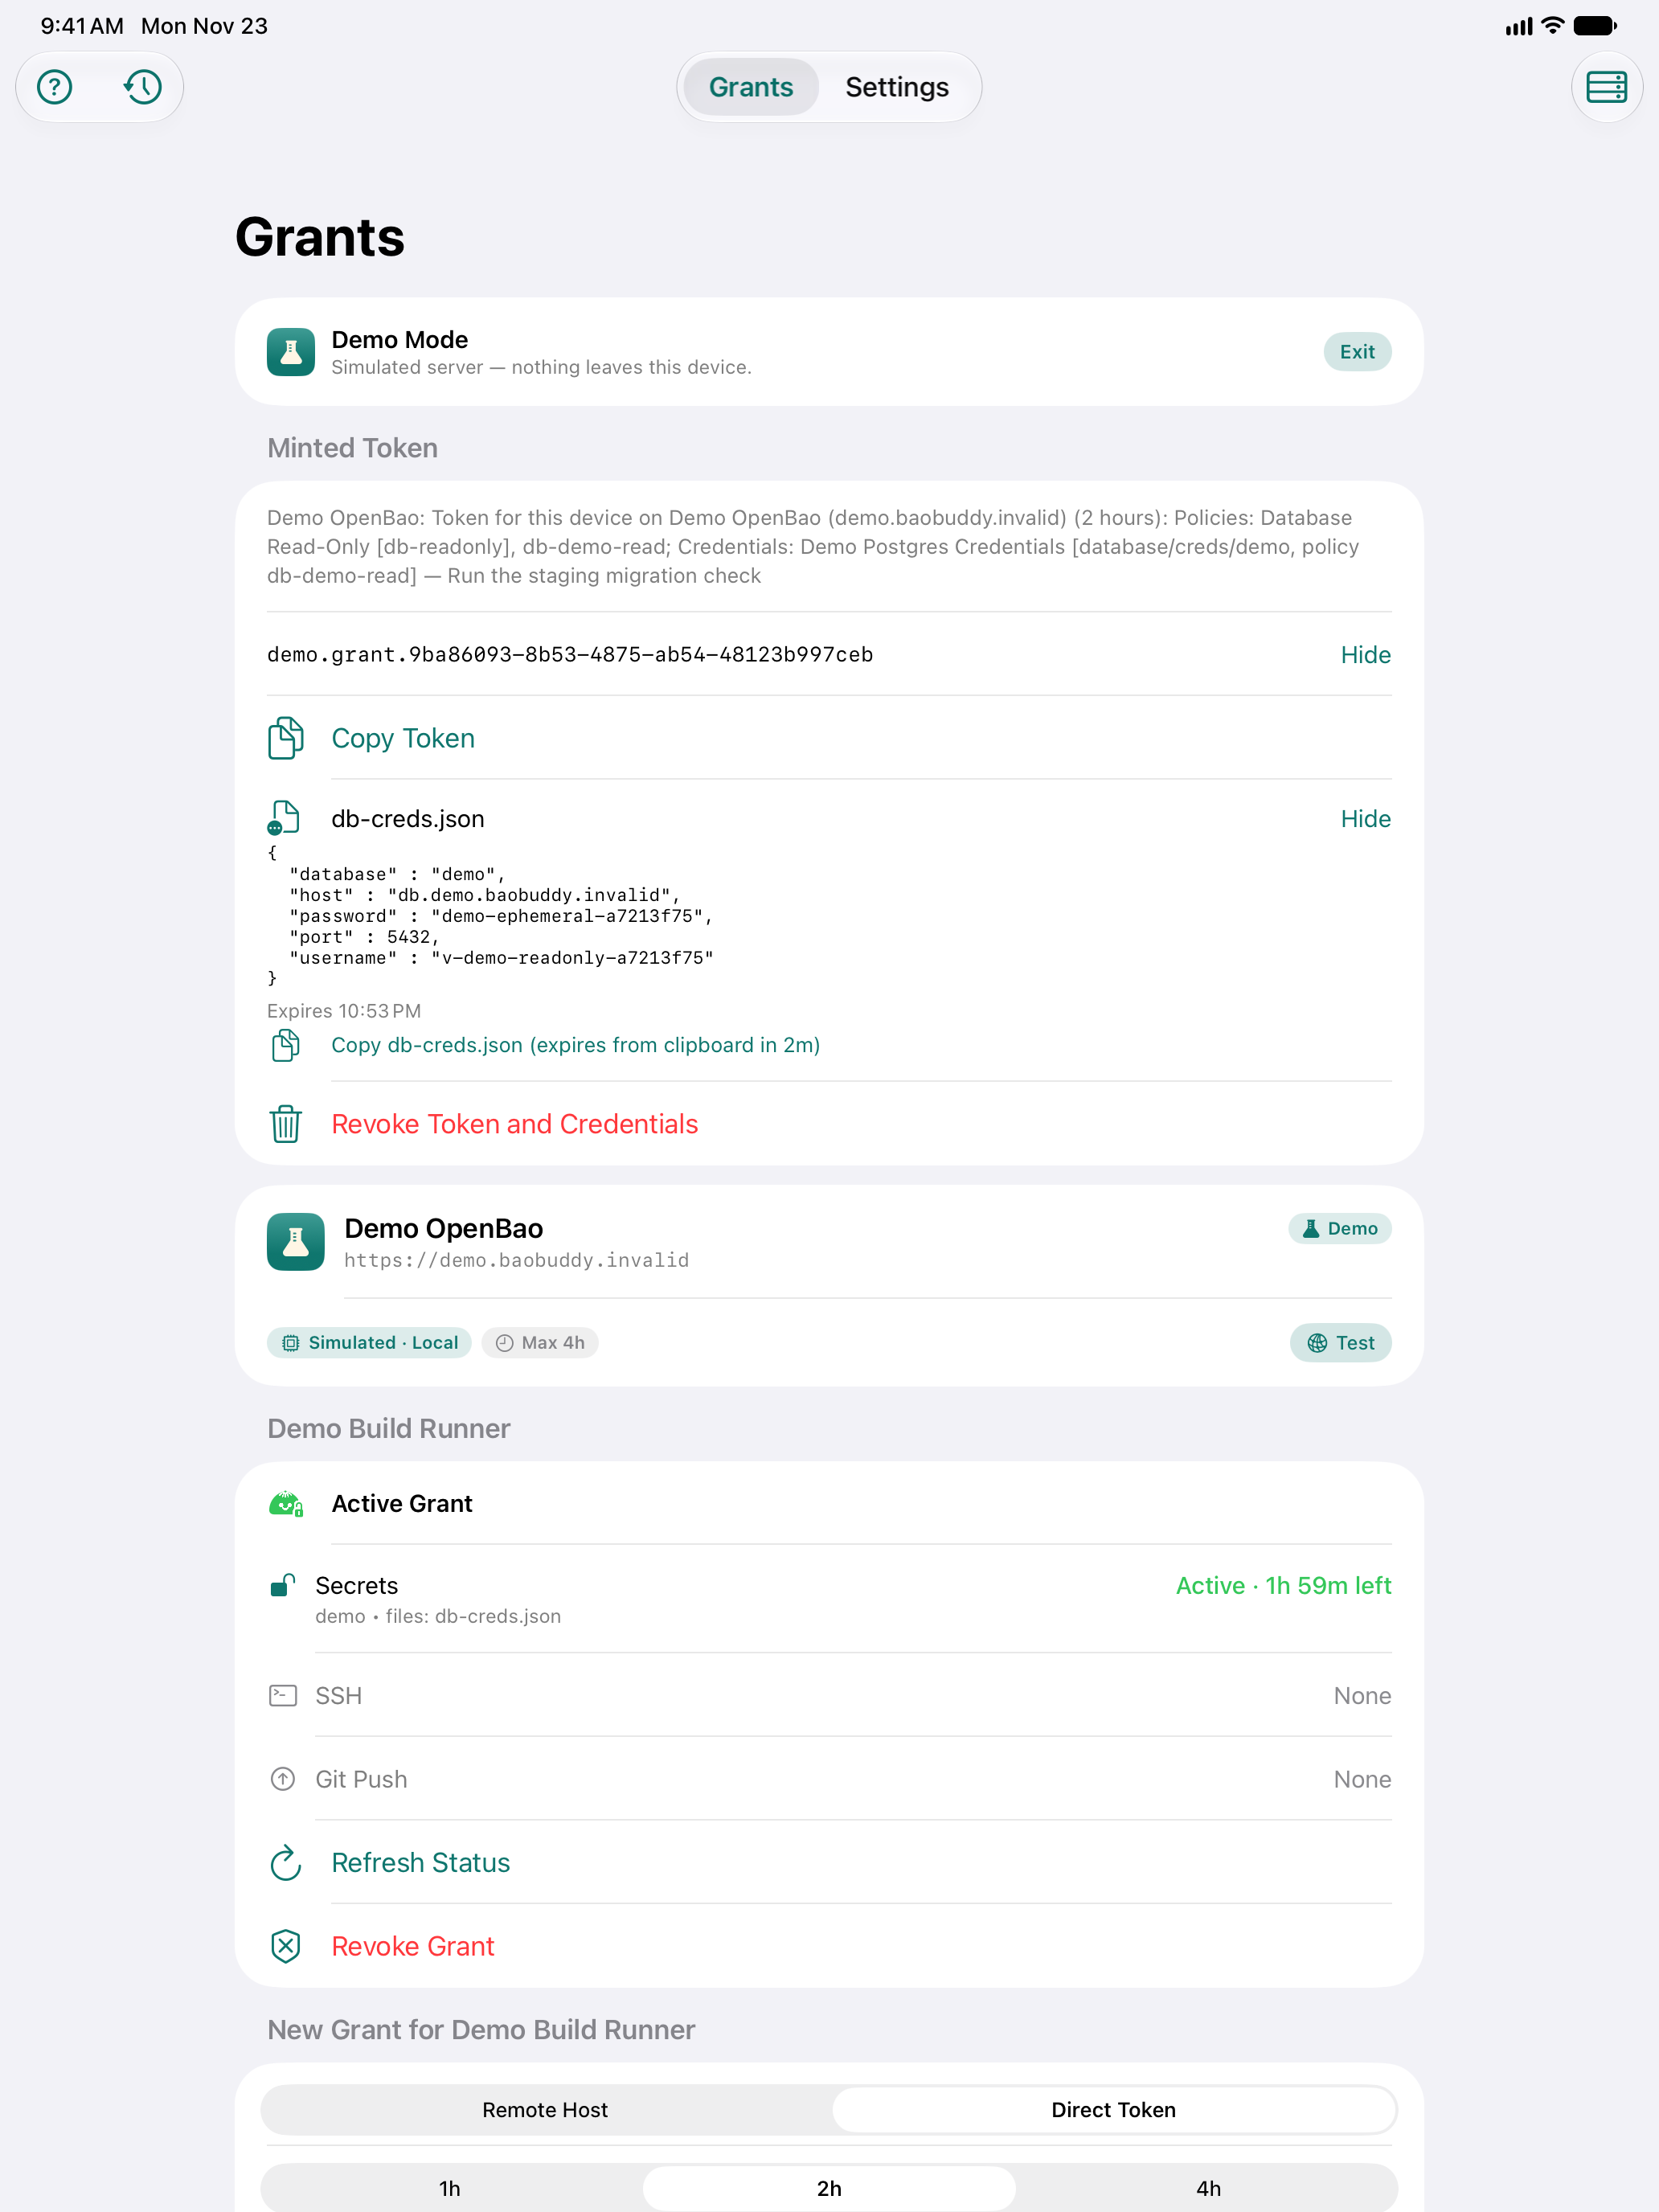 9:41 AM Mon Nov 23
Grants Settings
Grants
Demo Mode
Simulated server — nothing leaves this device.
Exit
Minted Token
Demo OpenBao: Token for this device on Demo OpenBao (demo.baobuddy.invalid) (2 hours): Policies: Database
Read-Only [db-readonly], db-demo-read; Credentials: Demo Postgres Credentials [database/creds/demo, policy
db-demo-read] — Run the staging migration check
demo.grant.9ba86093-8b53-4875-ab54-48123b997ceb Hide
Copy Token
db-creds.json Hide
{
"database" : "demo",
"host" : "db.demo.baobuddy.invalid",
"password" : "demo-ephemeral-a7213f75",
"port" : 5432,
"username" : "v-demo-readonly-a7213f75"
}
Expires 10:53 PM
Copy db-creds.json (expires from clipboard in 2m)
Revoke Token and Credentials
Demo OpenBao Demo
https://demo.baobuddy.invalid
Simulated · Local Max 4h Test
Demo Build Runner
Active Grant
Secrets Active · 1h 59m left
demo • files: db-creds.json
SSH None
Git Push None
Refresh Status
Revoke Grant
New Grant for Demo Build Runner
Remote Host Direct Token
1h 2h 4h